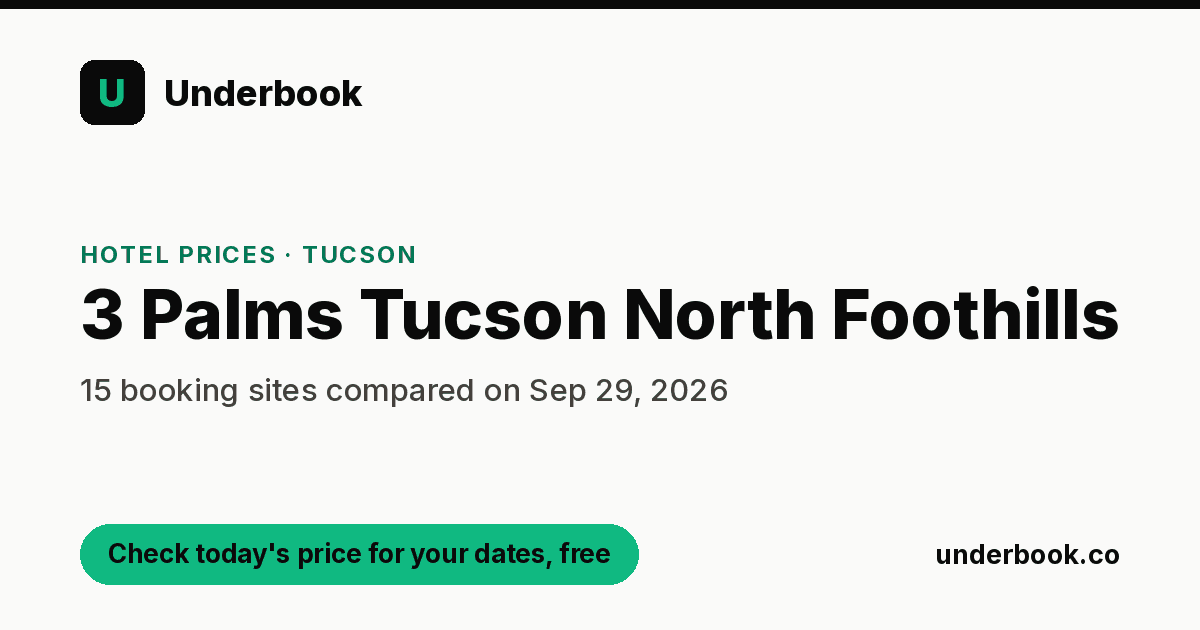 U Underbook
HOTEL PRICES · TUCSON
3 Palms Tucson North Foothills
15 booking sites compared on Sep 29, 2026
Check today's price for your dates, free
underbook.co